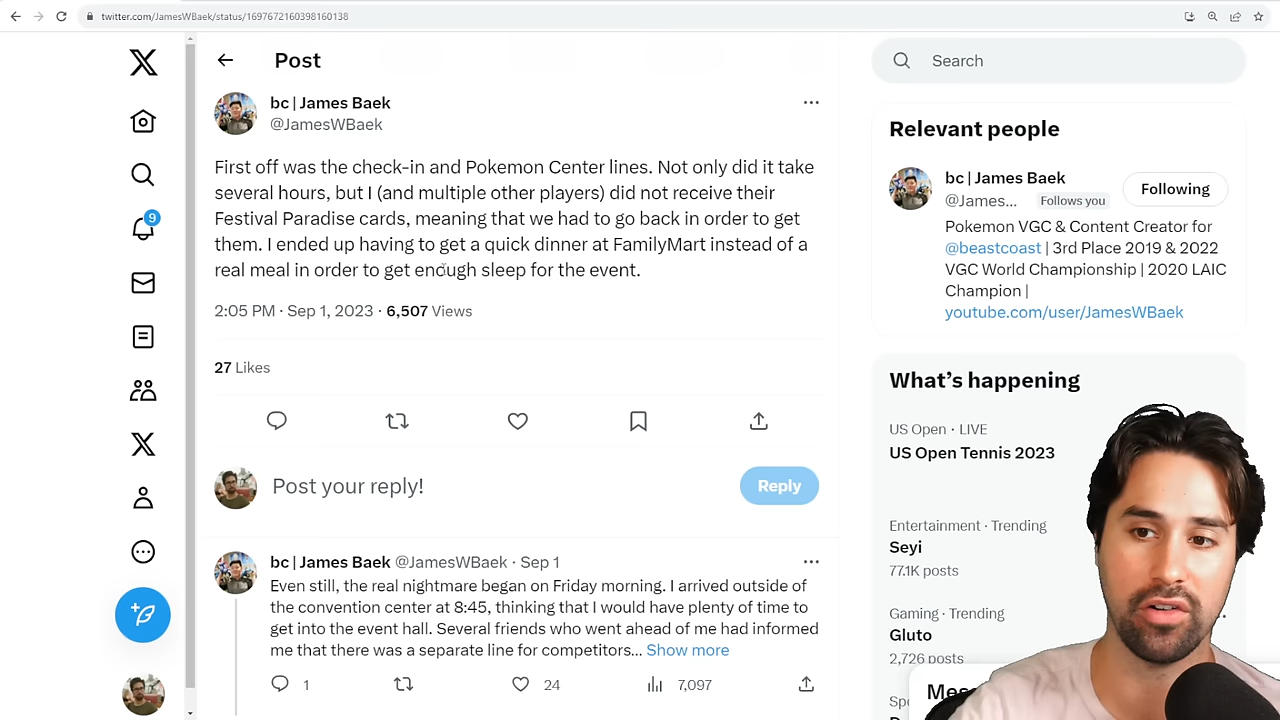 twitter.com/JamesWBaek/status/1697672160398160138
Post
bc | James Baek
@JamesWBaek
First off was the check-in and Pokemon Center lines. Not only did it take
several hours, but I (and multiple other players) did not receive their
Festival Paradise cards, meaning that we had to go back in order to get
them. I ended up having to get a quick dinner at FamilyMart instead of a
real meal in order to get enough sleep for the event.
2:05 PM · Sep 1, 2023 · 6,507 Views
27 Likes
Post your reply!
Reply
bc | James Baek @JamesWBaek · Sep 1
Even still, the real nightmare began on Friday morning. I arrived outside of
the convention center at 8:45, thinking that I would have plenty of time to
get into the event hall. Several friends who went ahead of me had informed
me that there was a separate line for competitors... Show more
1
24
7,097
9
Search
Relevant people
bc | James Baek
@James... Follows you
Following
Pokemon VGC & Content Creator for
@beastcoast | 3rd Place 2019 & 2022
VGC World Championship | 2020 LAIC
Champion |
youtube.com/user/JamesWBaek
What's happening
US Open · LIVE
US Open Tennis 2023
Entertainment · Trending
Seyi
77.1K posts
Gaming · Trending
Gluto
2,726 posts